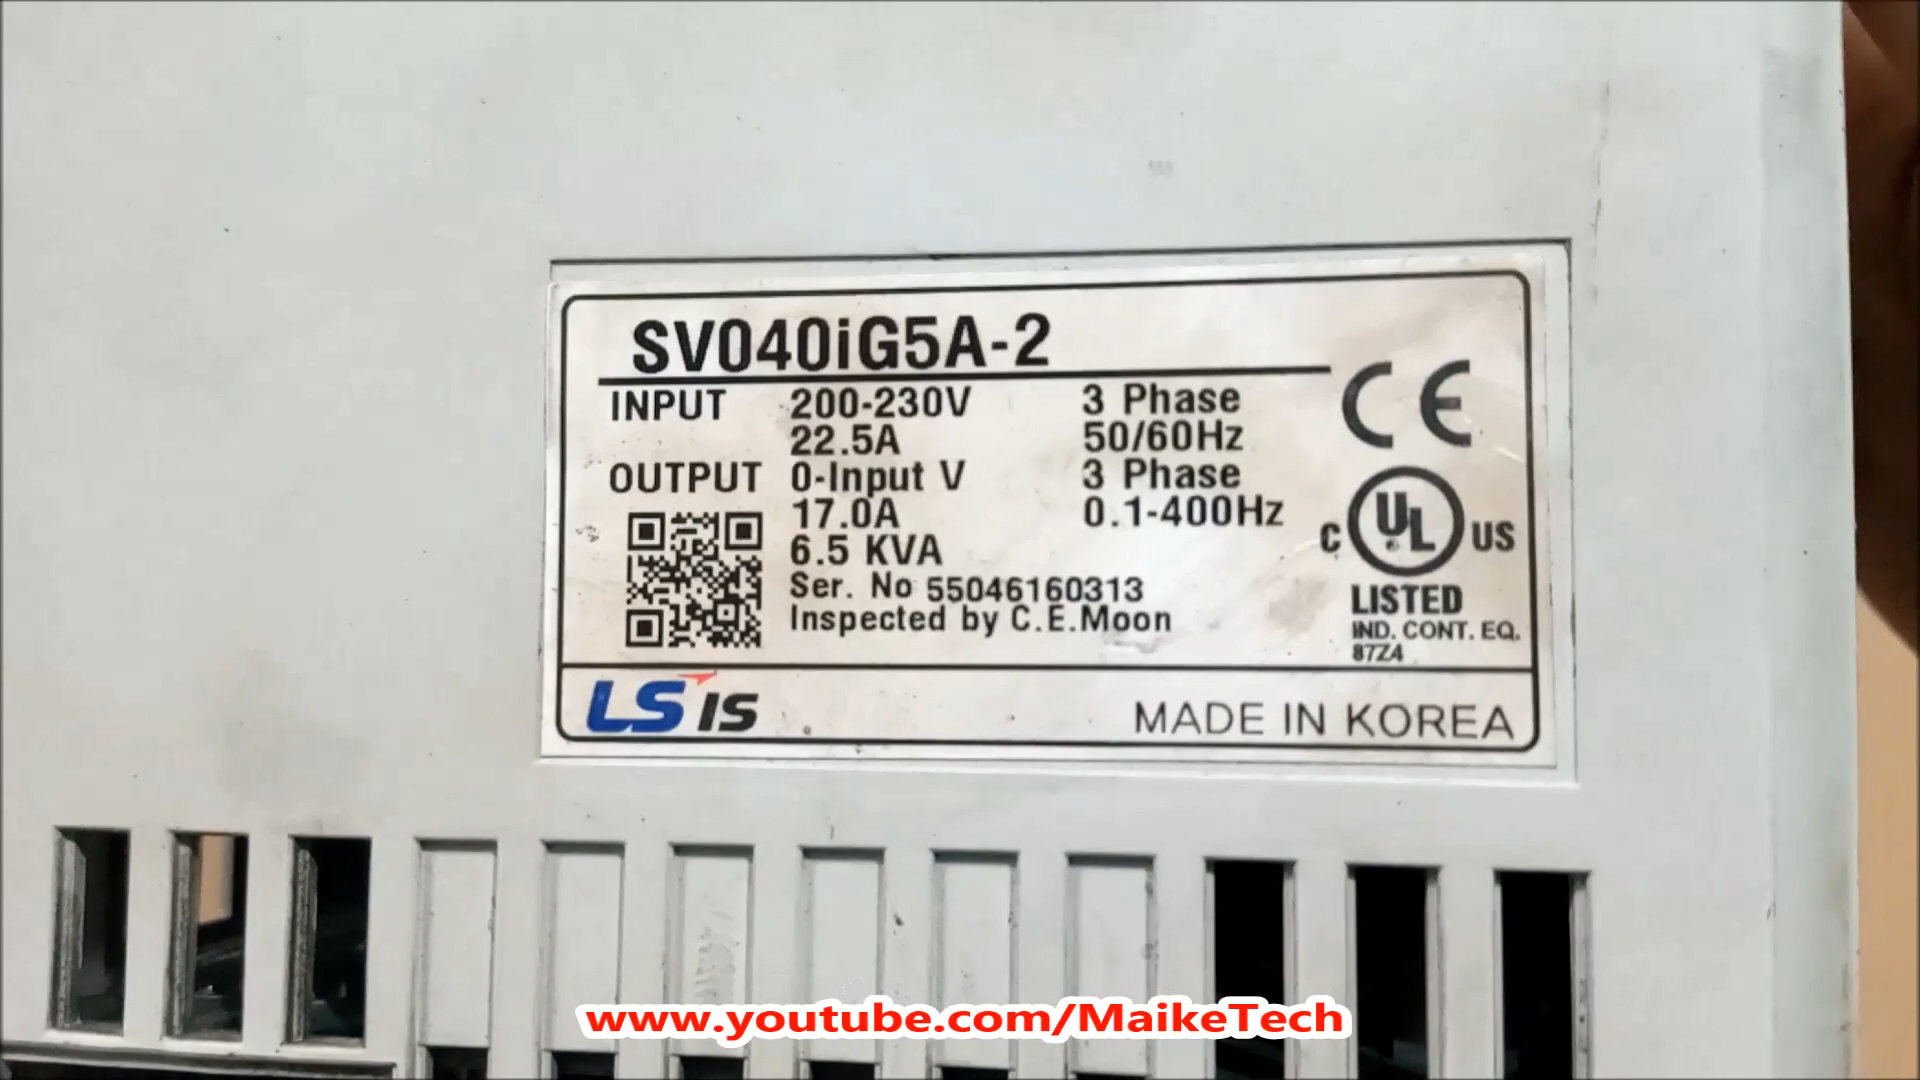 SV040iG5A-2
INPUT 200-230V 3 Phase
22.5A 50/60Hz
OUTPUT 0-Input V 3 Phase
17.0A 0.1-400Hz
6.5 KVA
Ser. No 55046160313
Inspected by C.E.Moon
CE
C UL US
LISTED
IND. CONT. EQ.
87Z4
LS IS MADE IN KOREA
www.youtube.com/MaikeTech